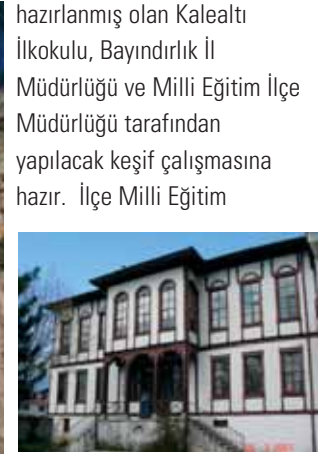 hazırlanmış olan Kalealtı
İlkokulu, Bayındırlık İl
Müdürlüğü ve Milli Eğitim İlçe
Müdürlüğü tarafından
yapılacak keşif çalışmasına
hazır. İlçe Milli Eğitim